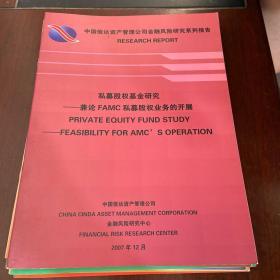 中国信达资产管理公司金融风险研究系列报告
RESEARCH REPORT
私募股权基金研究
——兼论 FAMC 私募股权业务的开展
PRIVATE EQUITY FUND STUDY
——FEASIBILITY FOR AMC'S OPERATION
中国信达资产管理公司
CHINA CINDA ASSET MANAGEMENT CORPORATION
金融风险研究中心
FINANCIAL RISK RESEARCH CENTER
2007 年 12 月